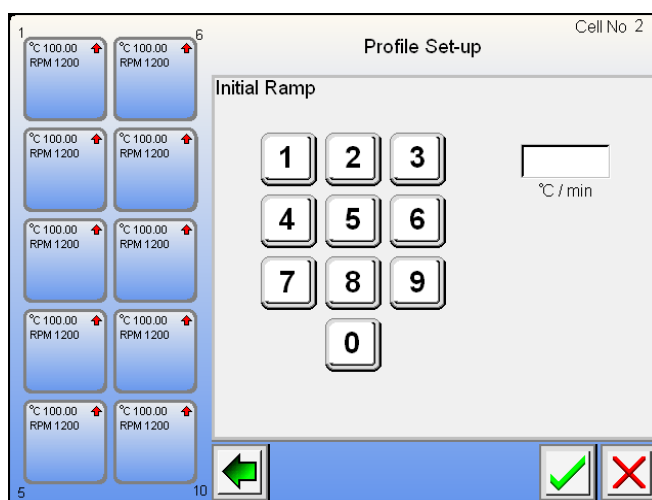 Cell No 2
Profile Set-up
1
6
°C 100.00
RPM 1200
°C 100.00
RPM 1200
°C 100.00
RPM 1200
°C 100.00
RPM 1200
°C 100.00
RPM 1200
°C 100.00
RPM 1200
°C 100.00
RPM 1200
°C 100.00
RPM 1200
°C 100.00
RPM 1200
°C 100.00
RPM 1200
5
10
Initial Ramp
1 2 3
4 5 6
7 8 9
0
°C / min